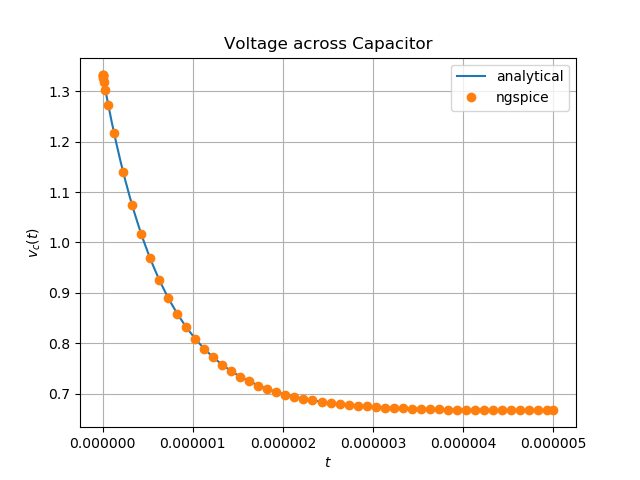 Voltage across Capacitor
analytical
ngspice
1.3
1.2
1.1
1.0
0.9
0.8
0.7
v_c(t)
0.000000
0.000001
0.000002
0.000003
0.000004
0.000005
t